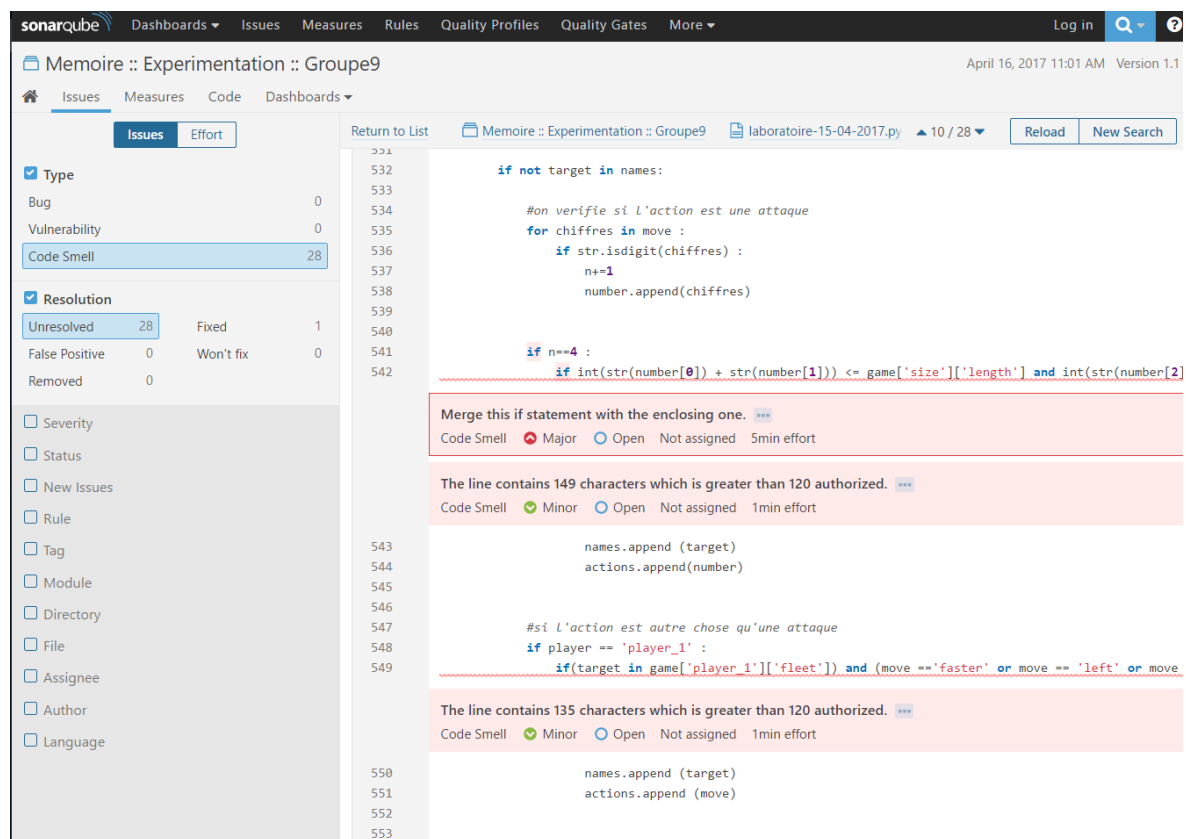 sonarqube Dashboards Issues Measures Rules Quality Profiles Quality Gates More Log in ?
Memoire :: Experimentation :: Groupe9 April 16, 2017 11:01 AM Version 1.1
Issues Measures Code Dashboards
Issues Effort
Return to List Memoire :: Experimentation :: Groupe9 laboratoire-15-04-2017.py 10 / 28 Reload New Search
Type
Bug 0
Vulnerability 0
Code Smell 28
Resolution
Unresolved 28 Fixed 1
False Positive 0 Won't fix 0
Removed 0
Severity
Status
New Issues
Rule
Tag
Module
Directory
File
Assignee
Author
Language
551
532 if not target in names:
533
534 #on verifie si l'action est une attaque
535 for chiffres in move :
536 if str.isdigit(chiffres) :
537 n+=1
538 number.append(chiffres)
539
540
541 if n==4 :
542 if int(str(number[0]) + str(number[1])) <= game['size']['length'] and int(str(number[2]
Merge this if statement with the enclosing one. •••
Code Smell Major Open Not assigned 5min effort
The line contains 149 characters which is greater than 120 authorized. •••
Code Smell Minor Open Not assigned 1min effort
543 names.append (target)
544 actions.append(number)
545
546
547 #si l'action est autre chose qu'une attaque
548 if player == 'player_1' :
549 if(target in game['player_1']['fleet']) and (move =='faster' or move == 'left' or move
The line contains 135 characters which is greater than 120 authorized. •••
Code Smell Minor Open Not assigned 1min effort
550 names.append (target)
551 actions.append (move)
552
553